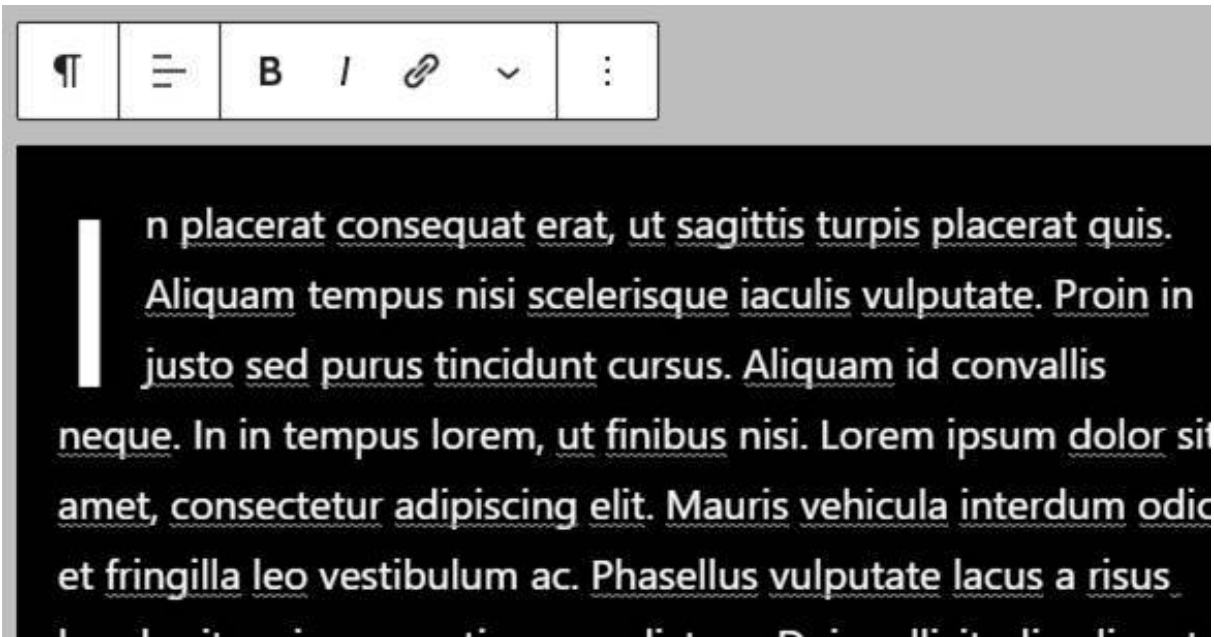 B I
In placerat consequat erat, ut sagittis turpis placerat quis.
Aliquam tempus nisi scelerisque iaculis vulputate. Proin in
justo sed purus tincidunt cursus. Aliquam id convallis
neque. In in tempus lorem, ut finibus nisi. Lorem ipsum dolor sit
amet, consectetur adipiscing elit. Mauris vehicula interdum odio
et fringilla leo vestibulum ac. Phasellus vulputate lacus a risus